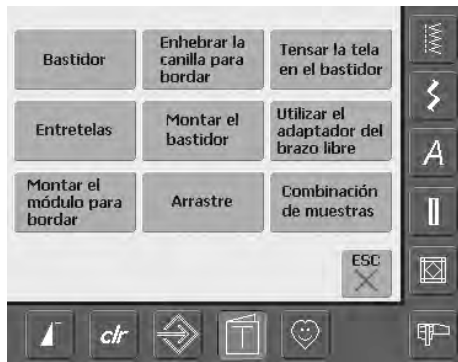 Bastidor
Enhebrar la
canilla para
bordar
Tensar la tela
en el bastidor
Entretelas
Montar el
bastidor
Utilizar el
adaptador del
brazo libre
Montar el
módulo para
bordar
Arrastre
Combinación
de muestras
ESC
A
clr
T